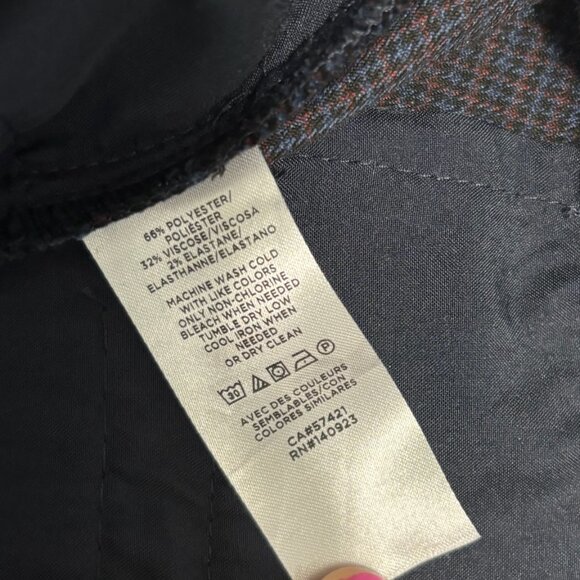 66% POLYESTER/
POLIÉSTER
32% VISCOSE/VISCOSA
2% ELASTANE/
ELASTHANNE/ELASTANO
MACHINE WASH COLD
WITH LIKE COLORS
ONLY NON-CHLORINE
BLEACH WHEN NEEDED
TUMBLE DRY LOW
COOL IRON WHEN
NEEDED
OR DRY CLEAN
30 P
AVEC DES COULEURS
SEMBLABLES/CON
COLORES SIMILARES
CA#57421
RN#140923